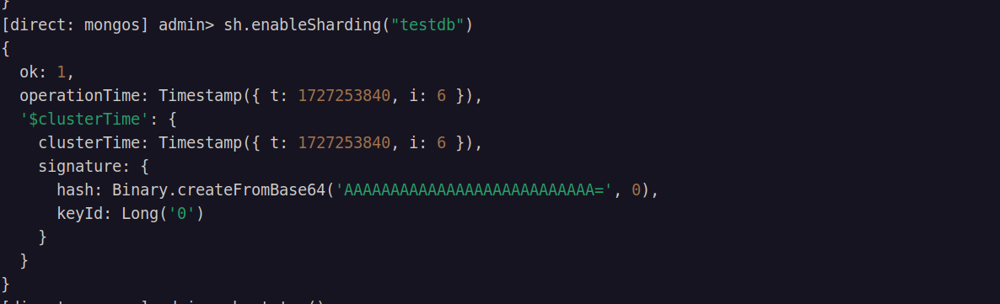 }
[direct: mongos] admin> sh.enableSharding("testdb")
{
  ok: 1,
  operationTime: Timestamp({ t: 1727253840, i: 6 }),
  '$clusterTime': {
    clusterTime: Timestamp({ t: 1727253840, i: 6 }),
    signature: {
      hash: Binary.createFromBase64('AAAAAAAAAAAAAAAAAAAAAAAAAAA=', 0),
      keyId: Long('0')
    }
  }
}